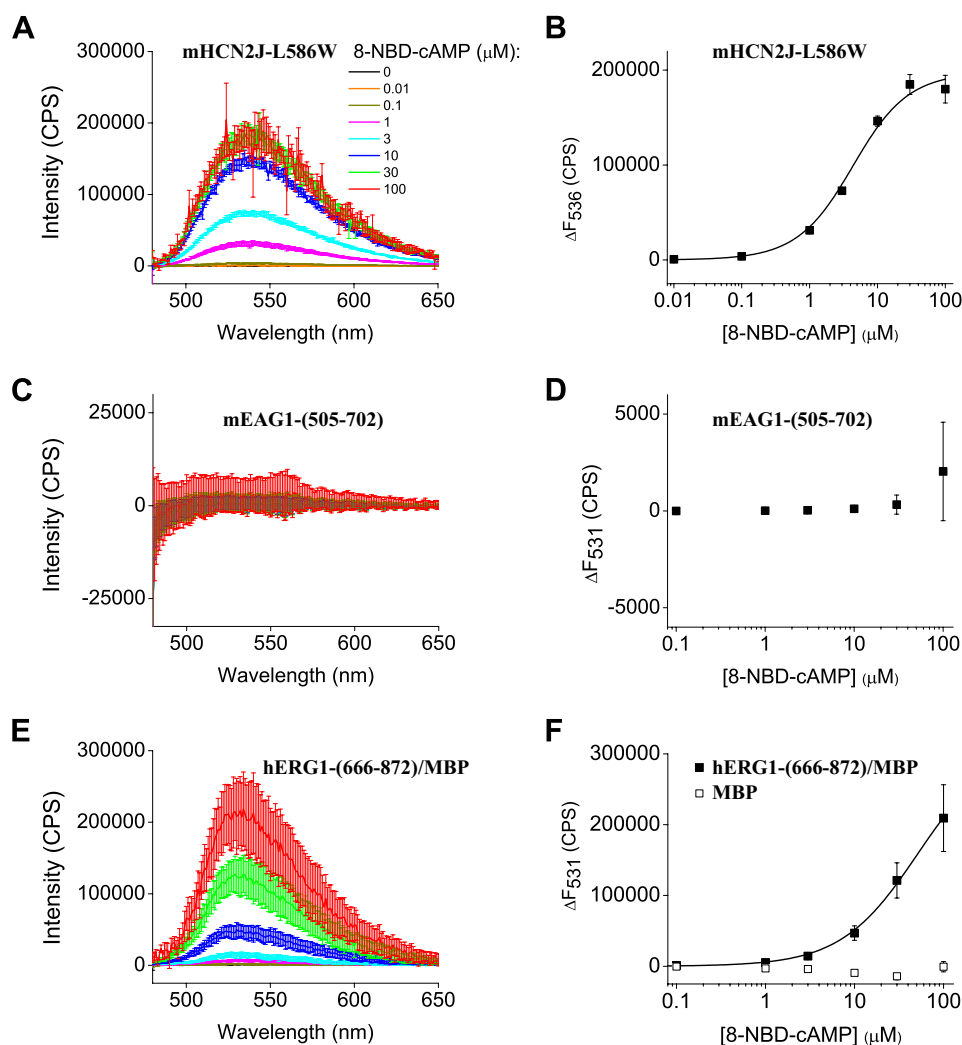 A
mHCN2J-L586W
8-NBD-cAMP (μM):
0
0.01
0.1
1
3
10
30
100
Intensity (CPS)
300000
200000
100000
0
500 550 600 650
Wavelength (nm)
B
mHCN2J-L586W
ΔF536 (CPS)
200000
100000
0
0.01 0.1 1 10 100
[8-NBD-cAMP] (μM)
C
mEAG1-(505-702)
Intensity (CPS)
25000
0
-25000
500 550 600 650
Wavelength (nm)
D
mEAG1-(505-702)
ΔF531 (CPS)
5000
0
-5000
0.1 1 10 100
[8-NBD-cAMP] (μM)
E
hERG1-(666-872)/MBP
Intensity (CPS)
300000
200000
100000
0
500 550 600 650
Wavelength (nm)
F
hERG1-(666-872)/MBP
MBP
ΔF531 (CPS)
300000
200000
100000
0
0.1 1 10 100
[8-NBD-cAMP] (μM)